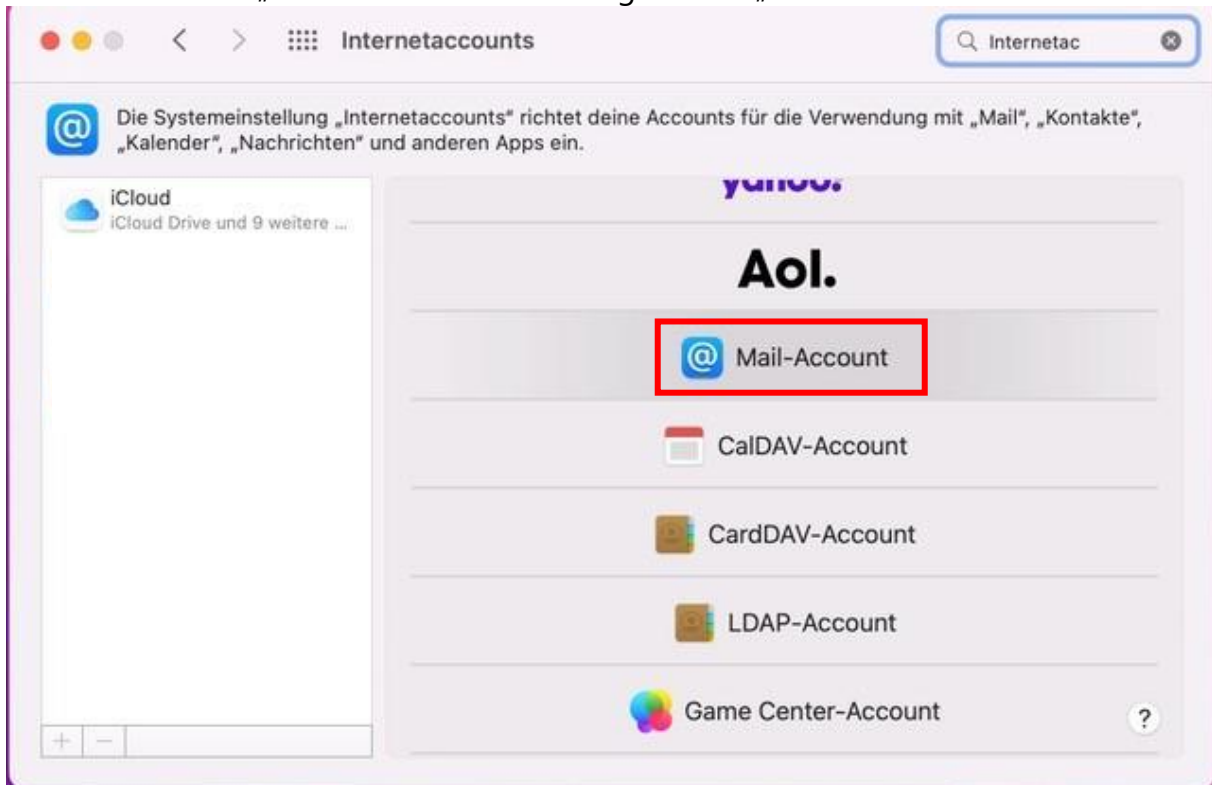 Internetaccounts
Internetac
Die Systemeinstellung „Internetaccounts“ richtet deine Accounts für die Verwendung mit „Mail“, „Kontakte“,
„Kalender“, „Nachrichten“ und anderen Apps ein.
iCloud
iCloud Drive und 9 weitere ...
yahoo!
Aol.
@ Mail-Account
CalDAV-Account
CardDAV-Account
LDAP-Account
Game Center-Account
?
+ −